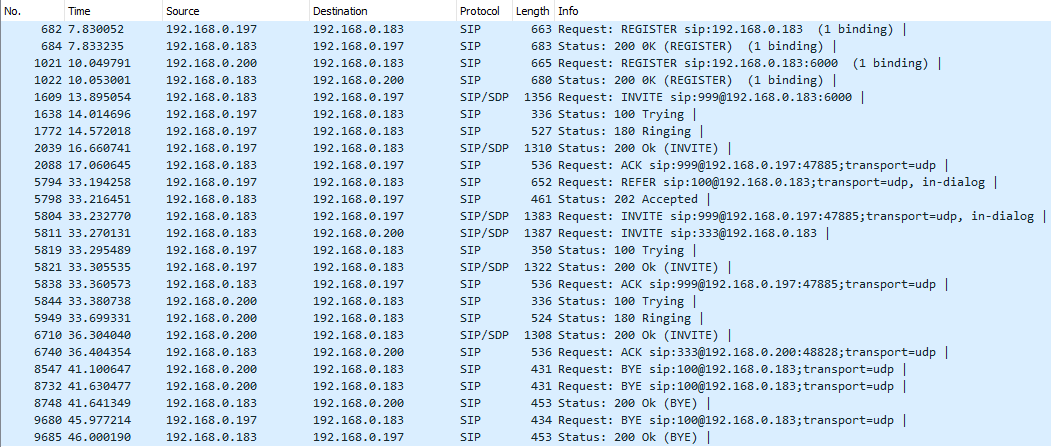 No. Time Source Destination Protocol Length Info
682 7.830052 192.168.0.197 192.168.0.183 SIP 663 Request: REGISTER sip:192.168.0.183  (1 binding) |
684 7.833235 192.168.0.183 192.168.0.197 SIP 683 Status: 200 OK (REGISTER)  (1 binding) |
1021 10.049791 192.168.0.200 192.168.0.183 SIP 665 Request: REGISTER sip:192.168.0.183:6000  (1 binding) |
1022 10.053001 192.168.0.183 192.168.0.200 SIP 680 Status: 200 OK (REGISTER)  (1 binding) |
1609 13.895054 192.168.0.183 192.168.0.197 SIP/SDP 1356 Request: INVITE sip:999@192.168.0.183:6000 |
1638 14.014696 192.168.0.197 192.168.0.183 SIP 336 Status: 100 Trying |
1772 14.572018 192.168.0.197 192.168.0.183 SIP 527 Status: 180 Ringing |
2039 16.660741 192.168.0.197 192.168.0.183 SIP/SDP 1310 Status: 200 Ok (INVITE) |
2088 17.060645 192.168.0.183 192.168.0.197 SIP 536 Request: ACK sip:999@192.168.0.197:47885;transport=udp |
5794 33.194258 192.168.0.197 192.168.0.183 SIP 652 Request: REFER sip:100@192.168.0.183;transport=udp, in-dialog |
5798 33.216451 192.168.0.183 192.168.0.197 SIP 461 Status: 202 Accepted |
5804 33.232770 192.168.0.183 192.168.0.197 SIP/SDP 1383 Request: INVITE sip:999@192.168.0.197:47885;transport=udp, in-dialog |
5811 33.270131 192.168.0.183 192.168.0.200 SIP/SDP 1387 Request: INVITE sip:333@192.168.0.183 |
5819 33.295489 192.168.0.197 192.168.0.183 SIP 350 Status: 100 Trying |
5821 33.305535 192.168.0.197 192.168.0.183 SIP/SDP 1322 Status: 200 Ok (INVITE) |
5838 33.360573 192.168.0.183 192.168.0.197 SIP 536 Request: ACK sip:999@192.168.0.197:47885;transport=udp |
5844 33.380738 192.168.0.200 192.168.0.183 SIP 336 Status: 100 Trying |
5949 33.699331 192.168.0.200 192.168.0.183 SIP 524 Status: 180 Ringing |
6710 36.304040 192.168.0.200 192.168.0.183 SIP/SDP 1308 Status: 200 Ok (INVITE) |
6740 36.404354 192.168.0.183 192.168.0.200 SIP 536 Request: ACK sip:333@192.168.0.200:48828;transport=udp |
8547 41.100647 192.168.0.200 192.168.0.183 SIP 431 Request: BYE sip:100@192.168.0.183;transport=udp |
8732 41.630477 192.168.0.200 192.168.0.183 SIP 431 Request: BYE sip:100@192.168.0.183;transport=udp |
8748 41.641349 192.168.0.183 192.168.0.200 SIP 453 Status: 200 Ok (BYE) |
9680 45.977214 192.168.0.197 192.168.0.183 SIP 434 Request: BYE sip:100@192.168.0.183;transport=udp |
9685 46.000190 192.168.0.183 192.168.0.197 SIP 453 Status: 200 Ok (BYE) |